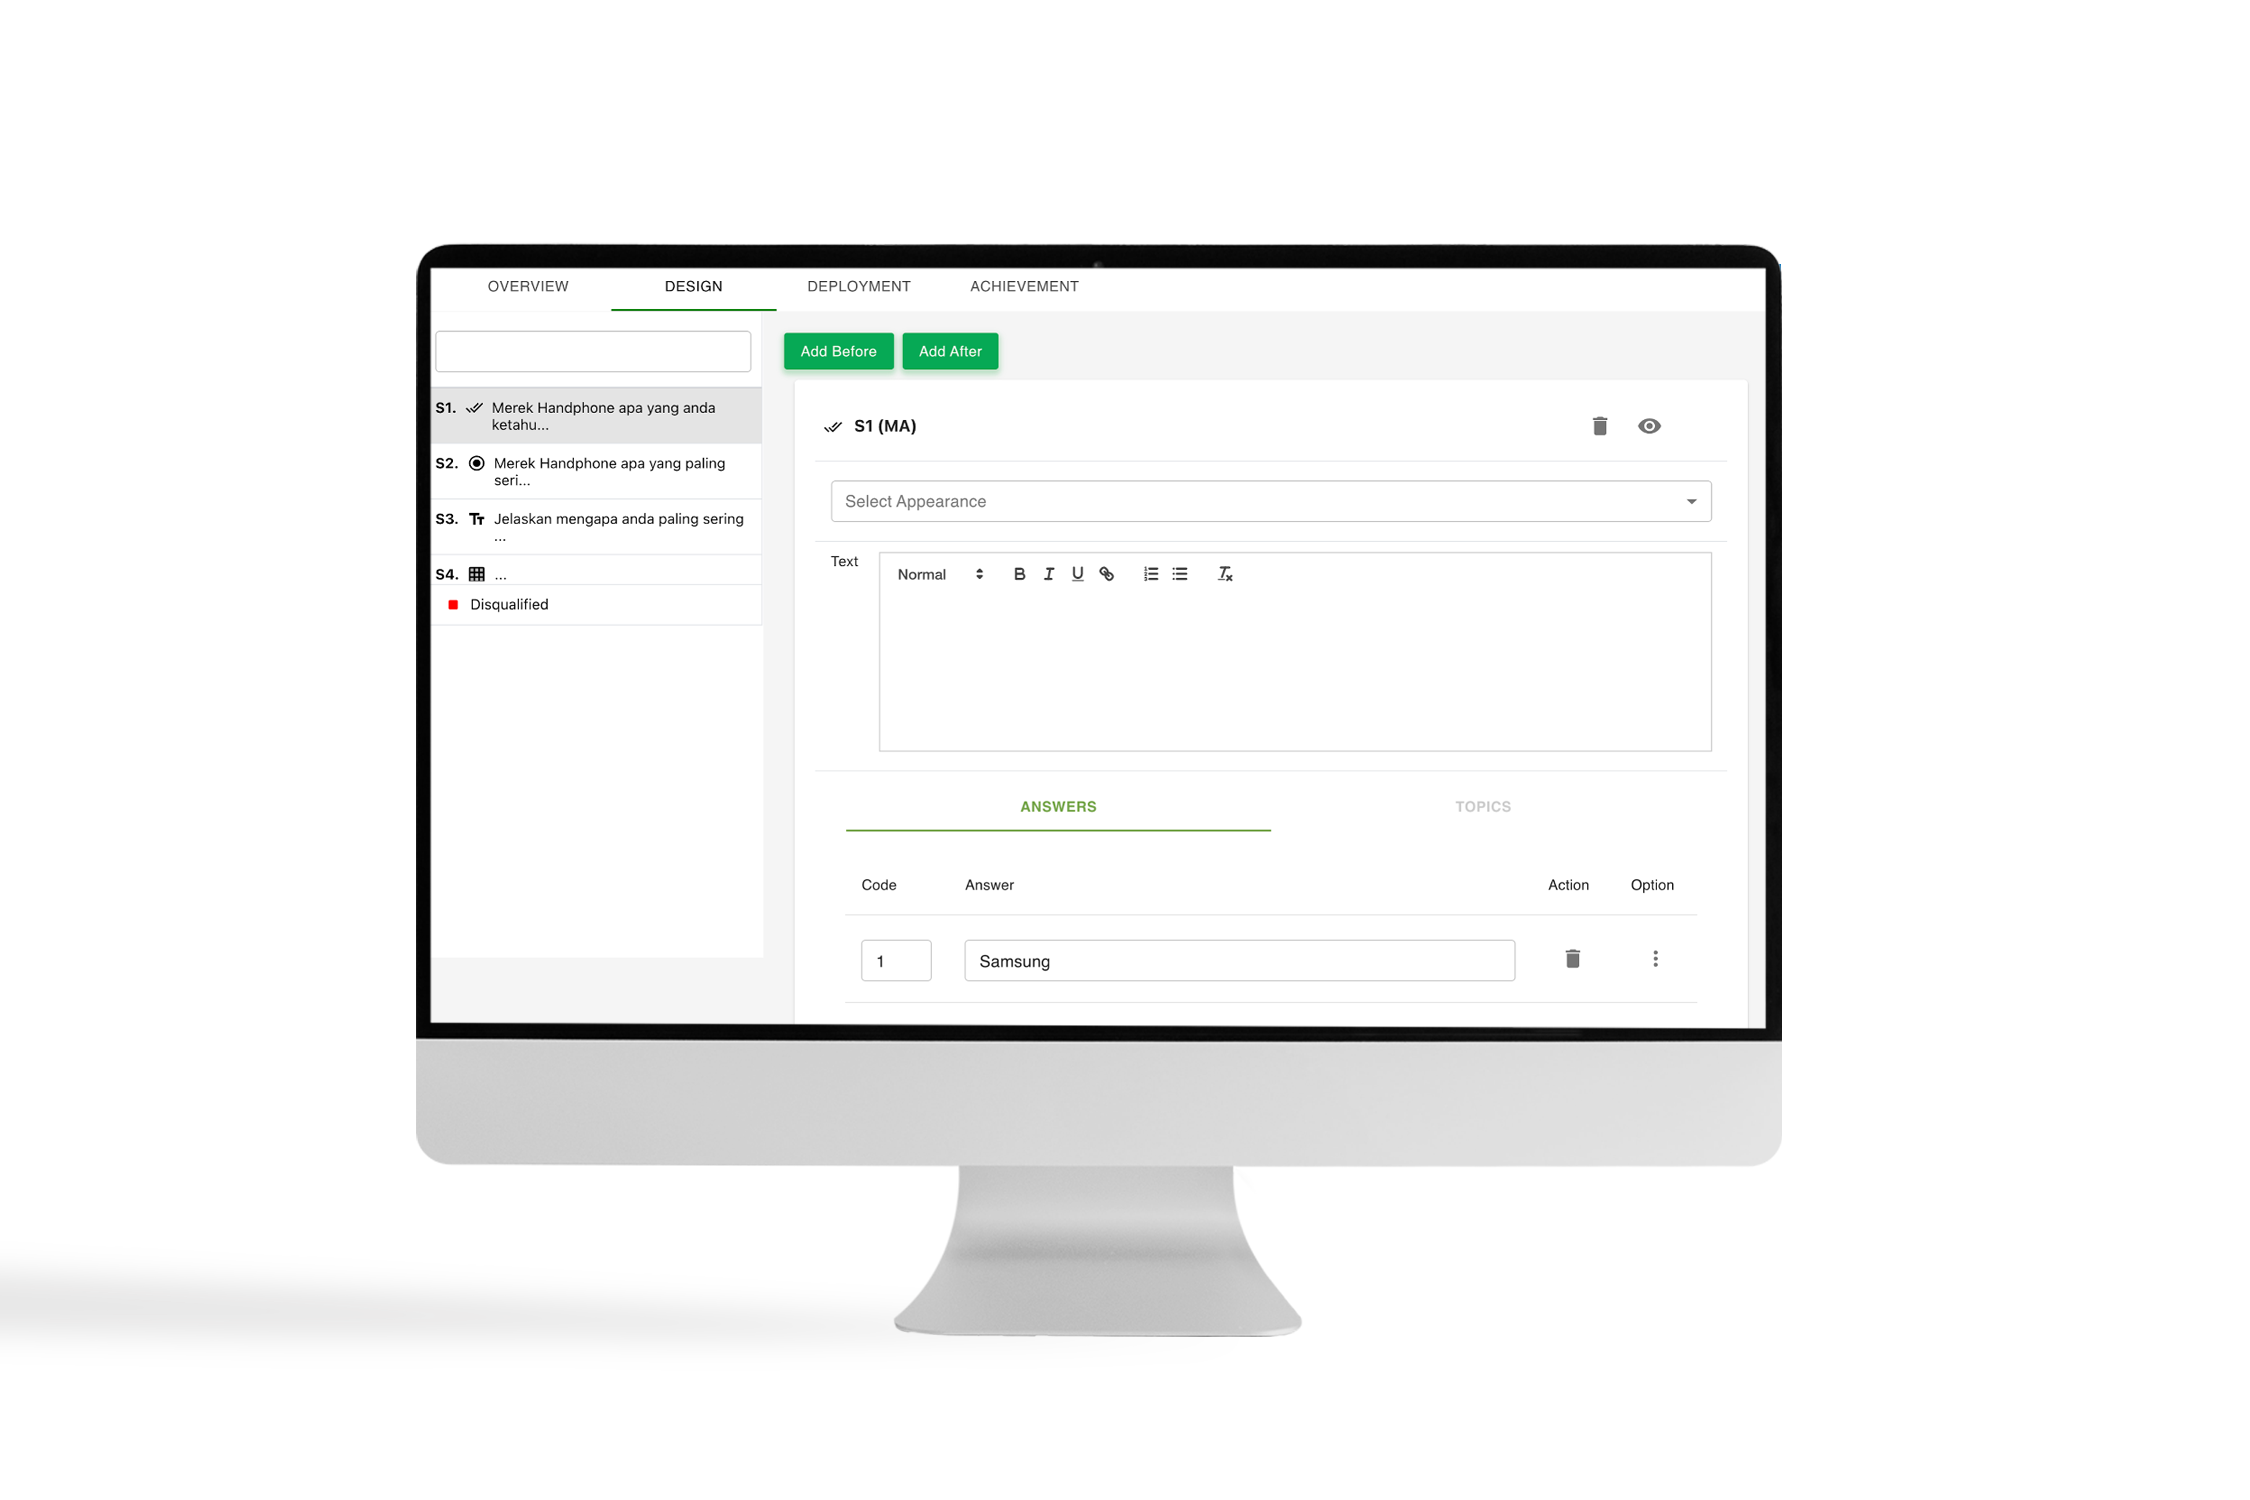 OVERVIEW
DESIGN
DEPLOYMENT
ACHIEVEMENT
Add Before
Add After
S1. Merek Handphone apa yang anda
ketahu...
S2. Merek Handphone apa yang paling
seri...
S3. Jelaskan mengapa anda paling sering
...
S4. ...
Disqualified
S1 (MA)
Select Appearance
Text
Normal
B I U
ANSWERS
TOPICS
Code
Answer
Action
Option
1
Samsung